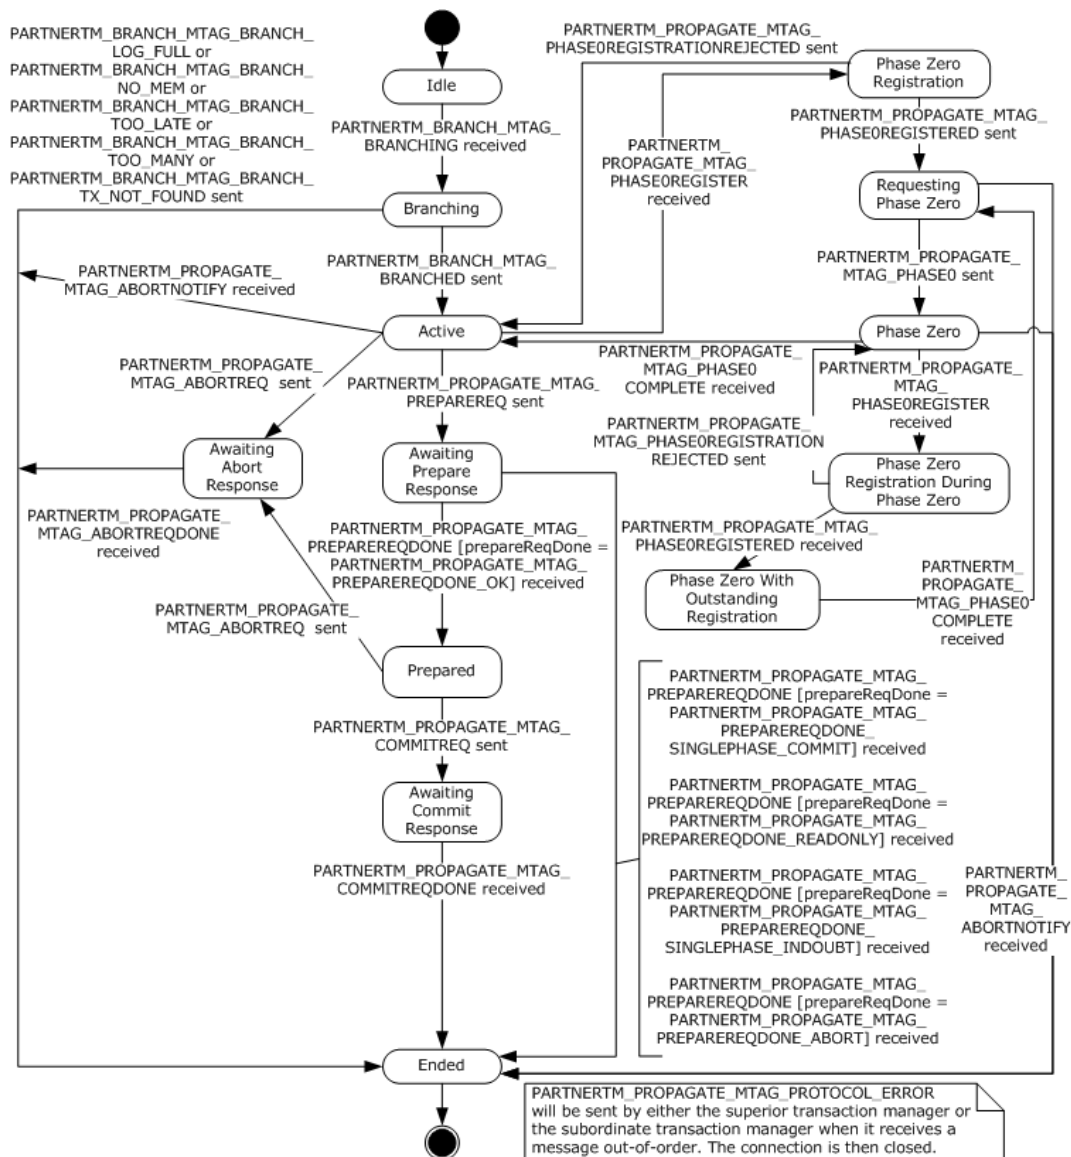 PARTNERTM_BRANCH_MTAG_BRANCH_
LOG_FULL or
PARTNERTM_BRANCH_MTAG_BRANCH_
NO_MEM or
PARTNERTM_BRANCH_MTAG_BRANCH_
TOO_LATE or
PARTNERTM_BRANCH_MTAG_BRANCH_
TOO_MANY or
PARTNERTM_BRANCH_MTAG_BRANCH_
TX_NOT_FOUND sent
Idle
PARTNERTM_BRANCH_MTAG_
BRANCHING received
Branching
PARTNERTM_BRANCH_MTAG_
BRANCHED sent
PARTNERTM_PROPAGATE_MTAG_
PHASE0REGISTRATIONREJECTED sent
Phase Zero
Registration
PARTNERTM_
PROPAGATE_MTAG_
PHASE0REGISTER
received
PARTNERTM_PROPAGATE_MTAG_
PHASE0REGISTERED sent
Requesting
Phase Zero
PARTNERTM_PROPAGATE_
MTAG_PHASE0 sent
PARTNERTM_PROPAGATE_
MTAG_ABORTNOTIFY received
Active
Phase Zero
PARTNERTM_PROPAGATE_
MTAG_ABORTREQ sent
PARTNERTM_PROPAGATE_MTAG_
PREPAREREQ sent
PARTNERTM_PROPAGATE_
MTAG_PHASE0
COMPLETE received
PARTNERTM_PROPAGATE_
MTAG_
PHASE0REGISTER
received
PARTNERTM_PROPAGATE_
MTAG_PHASE0REGISTRATION
REJECTED sent
Awaiting
Abort
Response
Awaiting
Prepare
Response
Phase Zero
Registration During
Phase Zero
PARTNERTM_PROPAGATE_
MTAG_ABORTREQDONE
received
PARTNERTM_PROPAGATE_MTAG_
PREPAREREQDONE [prepareReqDone =
PARTNERTM_PROPAGATE_MTAG_
PREPAREREQDONE_OK] received
PARTNERTM_PROPAGATE_MTAG_
PHASE0REGISTERED received
Phase Zero With
Outstanding
Registration
PARTNERTM_
PROPAGATE_
MTAG_PHASE0
COMPLETE
received
PARTNERTM_PROPAGATE_
MTAG_ABORTREQ sent
Prepared
PARTNERTM_PROPAGATE_MTAG_
COMMITREQ sent
Awaiting
Commit
Response
PARTNERTM_PROPAGATE_MTAG_
COMMITREQDONE received
PARTNERTM_PROPAGATE_MTAG_
PREPAREREQDONE [prepareReqDone =
PARTNERTM_PROPAGATE_MTAG_
PREPAREREQDONE_
SINGLEPHASE_COMMIT] received
PARTNERTM_PROPAGATE_MTAG_
PREPAREREQDONE [prepareReqDone =
PARTNERTM_PROPAGATE_MTAG_
PREPAREREQDONE_READONLY] received
PARTNERTM_PROPAGATE_MTAG_
PREPAREREQDONE [prepareReqDone =
PARTNERTM_PROPAGATE_MTAG_
PREPAREREQDONE_
SINGLEPHASE_INDOUBT] received
PARTNERTM_PROPAGATE_MTAG_
PREPAREREQDONE [prepareReqDone =
PARTNERTM_PROPAGATE_MTAG_
PREPAREREQDONE_ABORT] received
PARTNERTM_
PROPAGATE_
MTAG_
ABORTNOTIFY
received
Ended
PARTNERTM_PROPAGATE_MTAG_PROTOCOL_ERROR
will be sent by either the superior transaction manager or
the subordinate transaction manager when it receives a
message out-of-order. The connection is then closed.